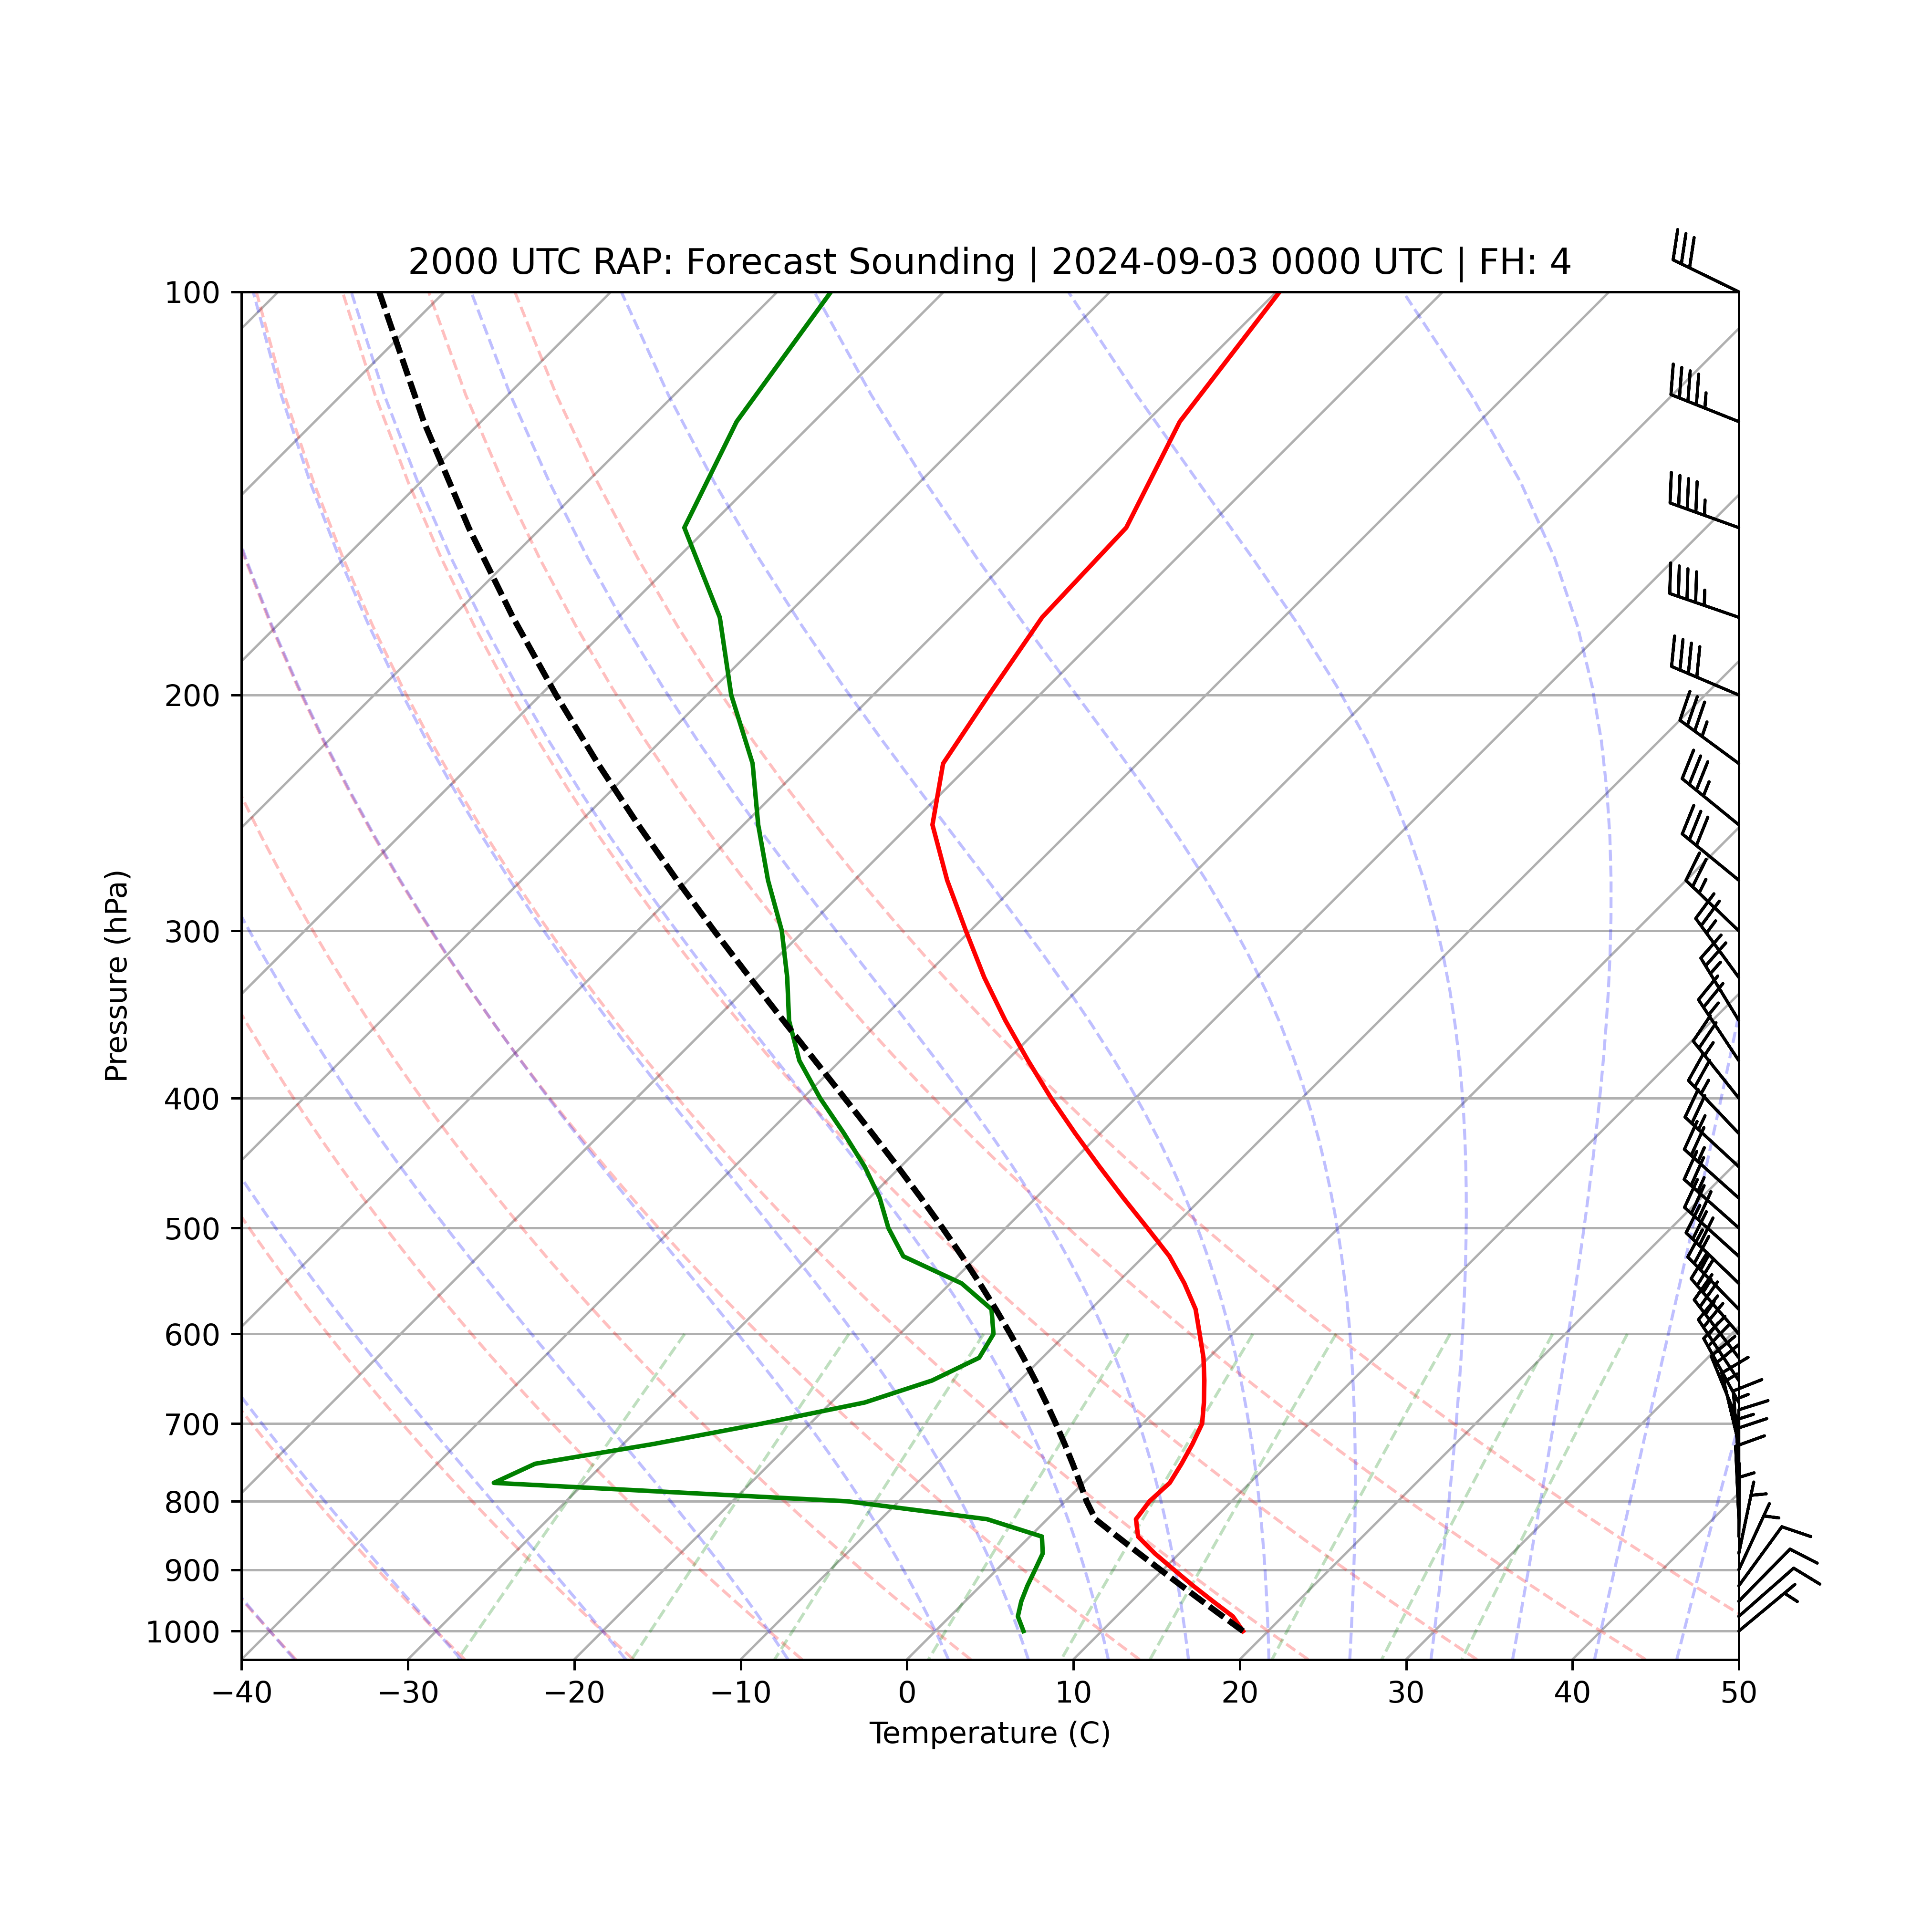 2000 UTC RAP: Forecast Sounding | 2024-09-03 0000 UTC | FH: 4
100
200
300
400
500
600
700
800
900
1000
Pressure (hPa)
−40 −30 −20 −10 0 10 20 30 40 50
Temperature (C)